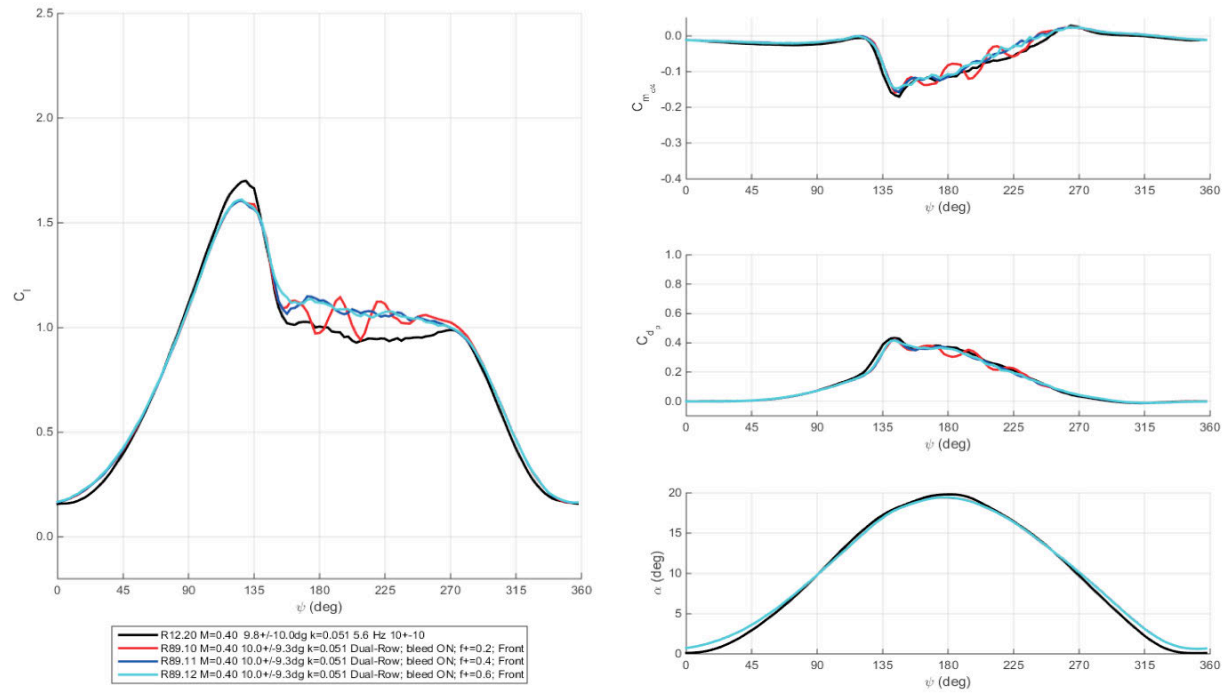 2.5
2.0
1.5
1.0
0.5
0.0
C_l
0 45 90 135 180 225 270 315 360
ψ (deg)
R12.20 M=0.40 9.8+/-10.0dg k=0.051 5.6 Hz 10+-10
R89.10 M=0.40 10.0+/-9.3dg k=0.051 Dual-Row; bleed ON; f+=0.2; Front
R89.11 M=0.40 10.0+/-9.3dg k=0.051 Dual-Row; bleed ON; f+=0.4; Front
R89.12 M=0.40 10.0+/-9.3dg k=0.051 Dual-Row; bleed ON; f+=0.6; Front
0.0
-0.1
-0.2
-0.3
-0.4
C_m_c/4
0 45 90 135 180 225 270 315 360
ψ (deg)
1.0
0.8
0.6
0.4
0.2
0.0
C_d_p
0 45 90 135 180 225 270 315 360
ψ (deg)
20
15
10
5
0
α (deg)
0 45 90 135 180 225 270 315 360
ψ (deg)